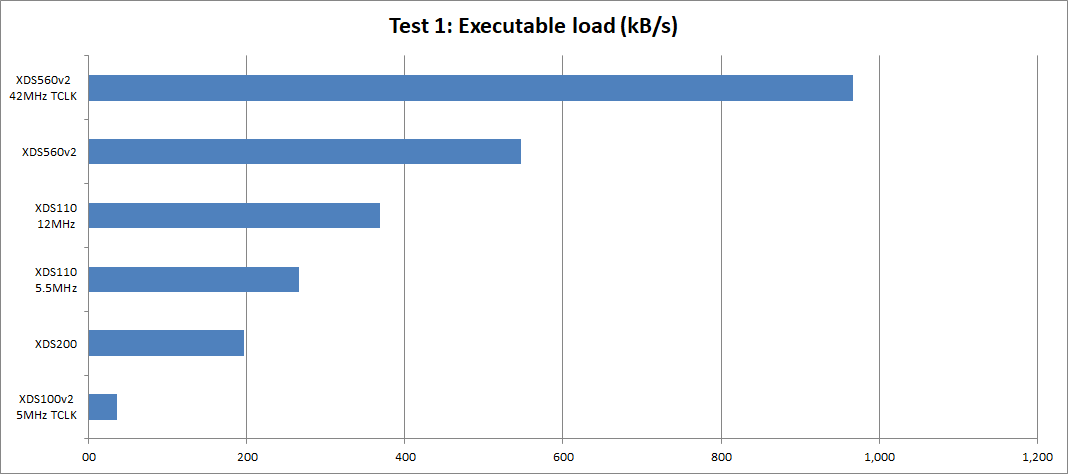 Test 1: Executable load (kB/s)
XDS560v2
42MHz TCLK
XDS560v2
XDS110
12MHz
XDS110
5.5MHz
XDS200
XDS100v2
5MHz TCLK
00 200 400 600 800 1,000 1,200